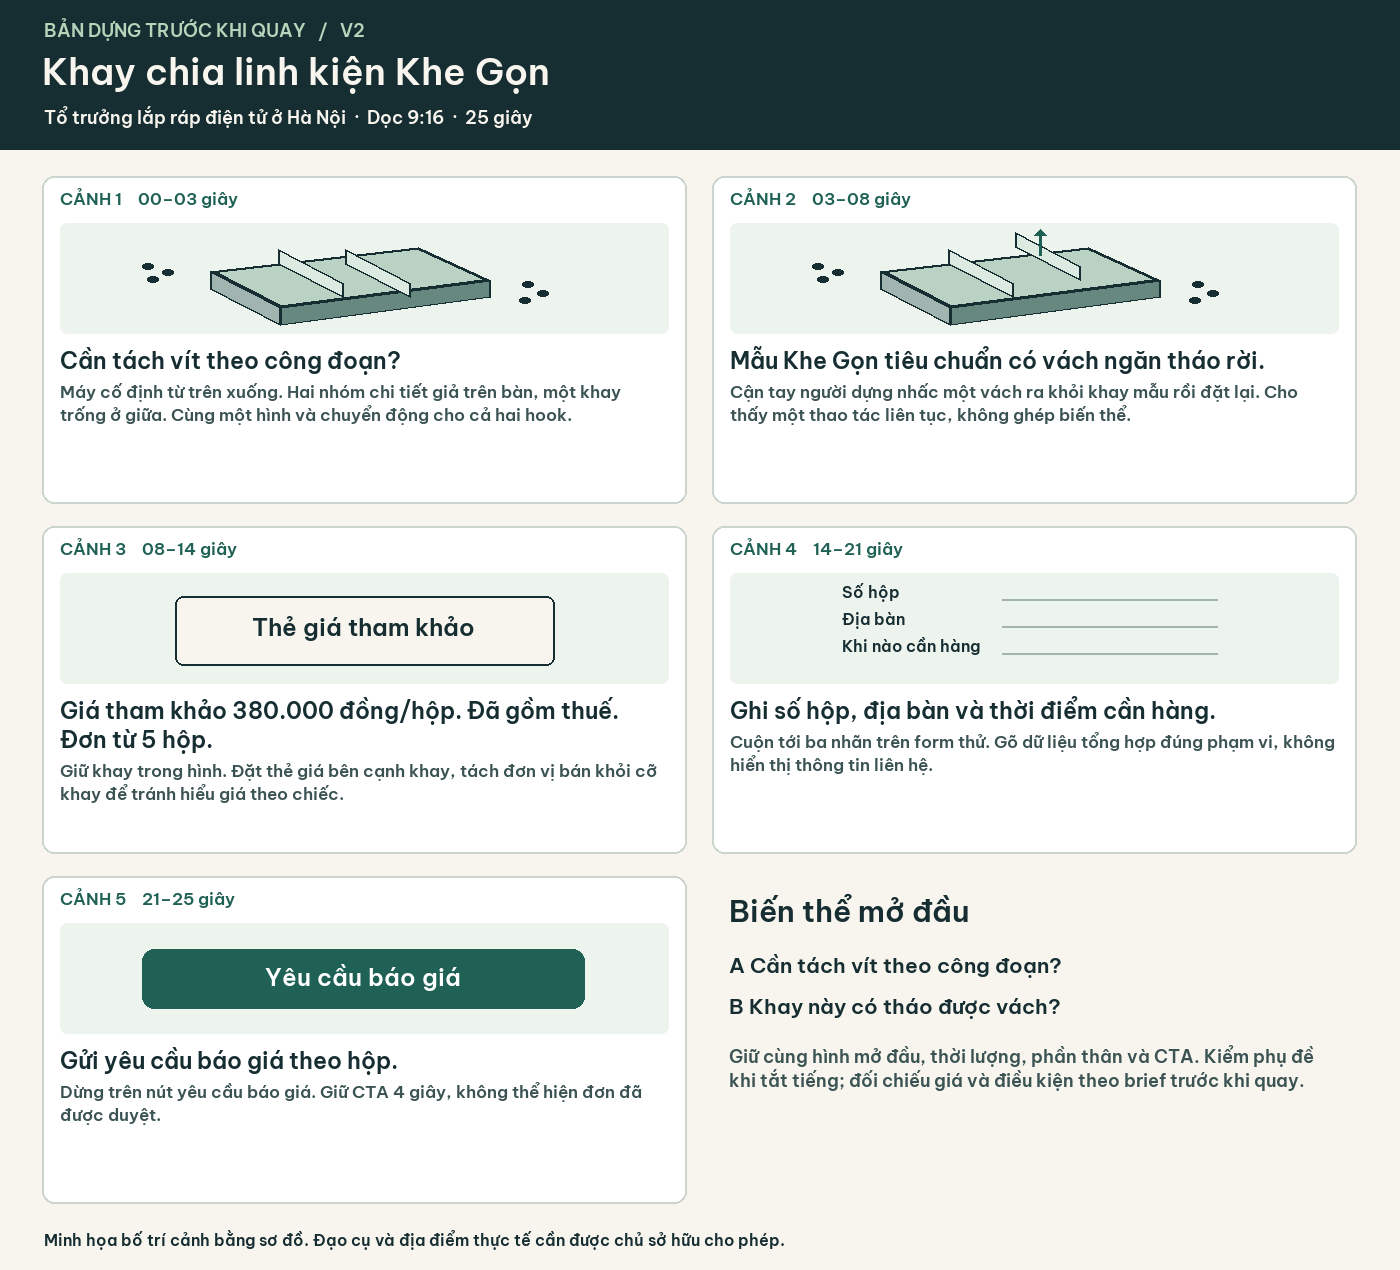 BẢN DỰNG TRƯỚC KHI QUAY / V2
Khay chia linh kiện Khe Gọn
Tổ trưởng lắp ráp điện tử ở Hà Nội · Dọc 9:16 · 25 giây
CẢNH 1 00–03 giây
Cần tách vít theo công đoạn?
Máy cố định từ trên xuống. Hai nhóm chi tiết giả trên bàn, một khay
trống ở giữa. Cùng một hình và chuyển động cho cả hai hook.
CẢNH 2 03–08 giây
Mẫu Khe Gọn tiêu chuẩn có vách ngăn tháo rời.
Cận tay người dựng nhấc một vách ra khỏi khay mẫu rồi đặt lại. Cho
thấy một thao tác liên tục, không ghép biến thể.
CẢNH 3 08–14 giây
Thẻ giá tham khảo
Giá tham khảo 380.000 đồng/hộp. Đã gồm thuế.
Đơn từ 5 hộp.
Giữ khay trong hình. Đặt thẻ giá bên cạnh khay, tách đơn vị bán khỏi cỡ
khay để tránh hiểu giá theo chiếc.
CẢNH 4 14–21 giây
Số hộp
Địa bàn
Khi nào cần hàng
Ghi số hộp, địa bàn và thời điểm cần hàng.
Cuộn tới ba nhãn trên form thử. Gõ dữ liệu tổng hợp đúng phạm vi, không
hiển thị thông tin liên hệ.
CẢNH 5 21–25 giây
Yêu cầu báo giá
Gửi yêu cầu báo giá theo hộp.
Dừng trên nút yêu cầu báo giá. Giữ CTA 4 giây, không thể hiện đơn đã
được duyệt.
Biến thể mở đầu
A Cần tách vít theo công đoạn?
B Khay này có tháo được vách?
Giữ cùng hình mở đầu, thời lượng, phần thân và CTA. Kiểm phụ đề
khi tắt tiếng; đối chiếu giá và điều kiện theo brief trước khi quay.
Minh họa bố trí cảnh bằng sơ đồ. Đạo cụ và địa điểm thực tế cần được chủ sở hữu cho phép.